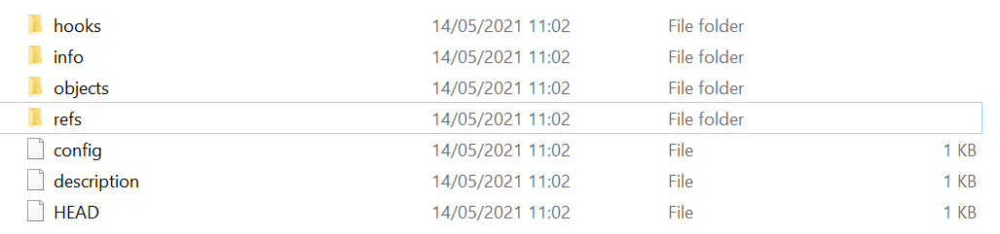 hooks 14/05/2021 11:02 File folder
info 14/05/2021 11:02 File folder
objects 14/05/2021 11:02 File folder
refs 14/05/2021 11:02 File folder
config 14/05/2021 11:02 File 1 KB
description 14/05/2021 11:02 File 1 KB
HEAD 14/05/2021 11:02 File 1 KB